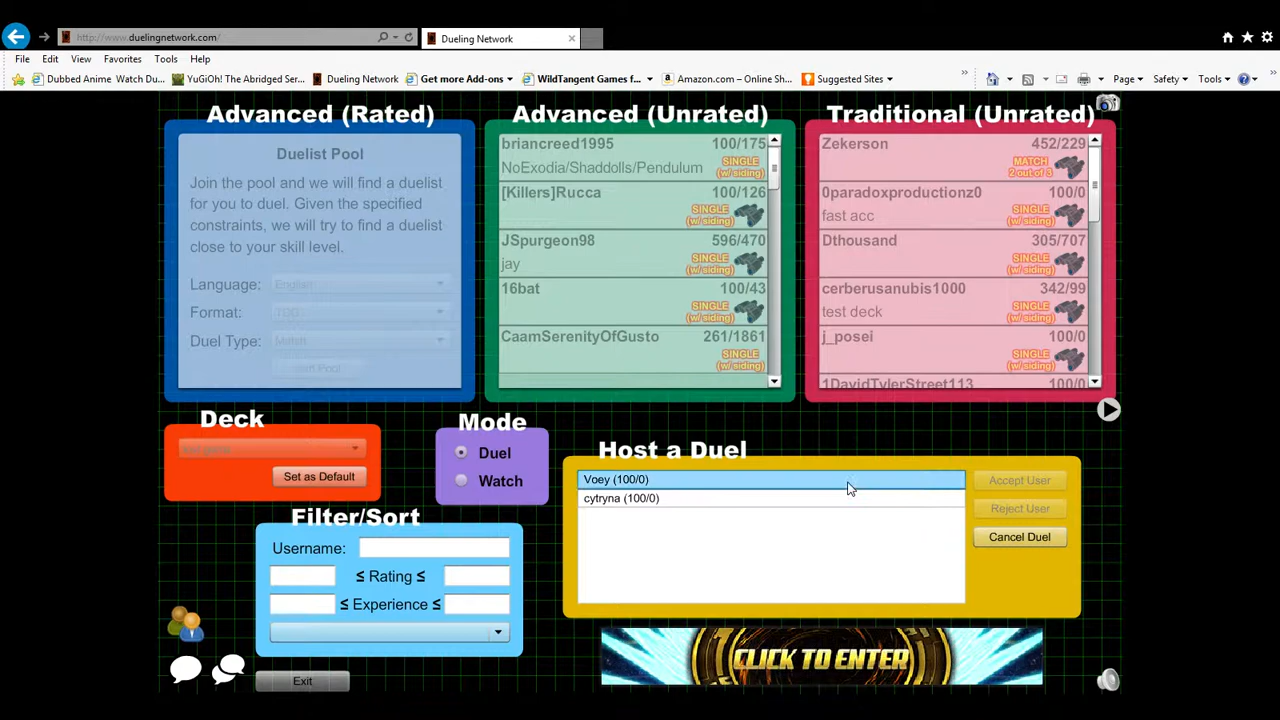 http://www.duelingnetwork.com/
Dueling Network
File Edit View Favorites Tools Help
Dubbed Anime Watch Du... YuGiOh! The Abridged Ser... Dueling Network Get more Add-ons WildTangent Games f... Amazon.com – Online Sh... Suggested Sites Page Safety Tools
Advanced (Rated)
Duelist Pool
Join the pool and we will find a duelist
for you to duel. Given the specified
constraints, we will try to find a duelist
close to your skill level.
Language: English
Format: TCG
Duel Type: Match
Join Pool
Advanced (Unrated)
briancreed1995 100/175
NoExodia/Shaddolls/Pendulum SINGLE
(w/ siding)
[Killers]Rucca 100/126
SINGLE
(w/ siding)
JSpurgeon98 596/470
jay SINGLE
(w/ siding)
16bat 100/43
SINGLE
(w/ siding)
CaamSerenityOfGusto 261/1861
SINGLE
(w/ siding)
Traditional (Unrated)
Zekerson 452/229
MATCH
2 out of 3
0paradoxproductionz0 100/0
fast acc SINGLE
(w/ siding)
Dthousand 305/707
SINGLE
(w/ siding)
cerberusanubis1000 342/99
test deck SINGLE
(w/ siding)
j_posei 100/0
SINGLE
(w/ siding)
1DavidTylerStreet113 100/0
Deck
Set as Default
Mode
Duel
Watch
Host a Duel
Voey (100/0)
cytryna (100/0)
Accept User
Reject User
Cancel Duel
Filter/Sort
Username:
≤ Rating ≤
≤ Experience ≤
Exit
CLICK TO ENTER